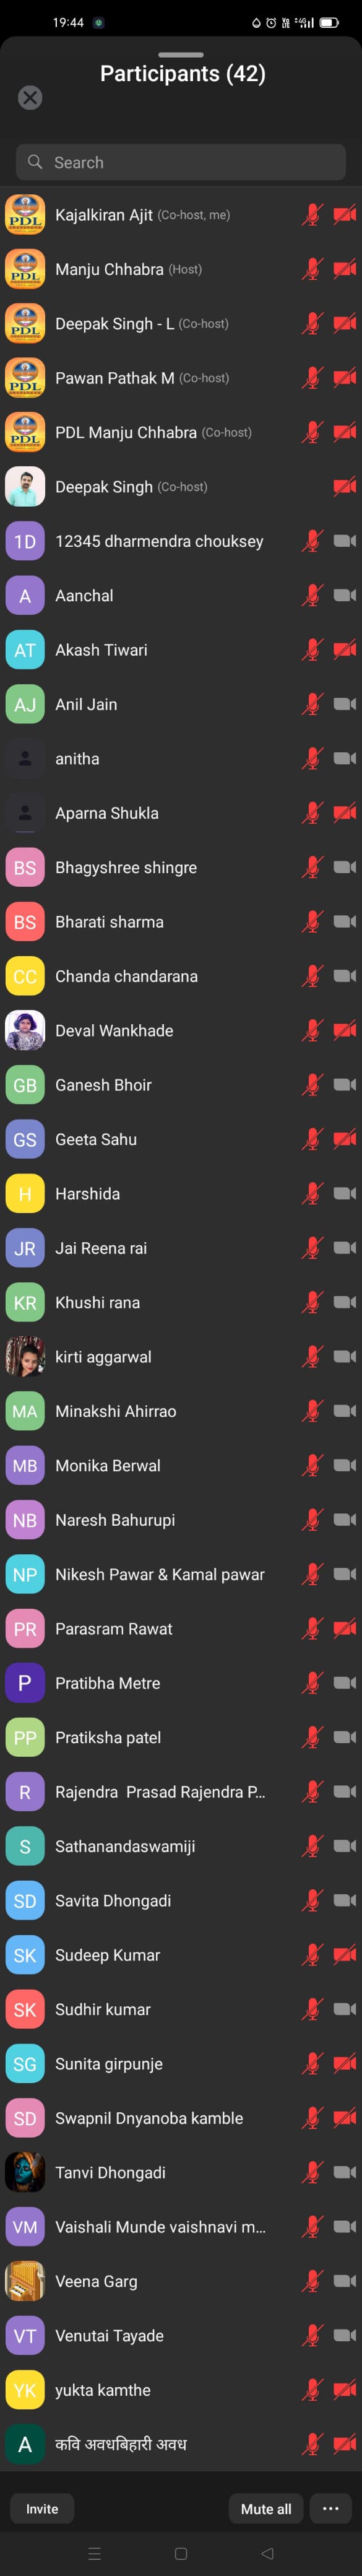 19:44
Participants (42)
Search
PDL Kajalkiran Ajit (Co-host, me)
PDL Manju Chhabra (Host)
PDL Deepak Singh - L (Co-host)
PDL Pawan Pathak M (Co-host)
PDL PDL Manju Chhabra (Co-host)
Deepak Singh (Co-host)
1D 12345 dharmendra chouksey
A Aanchal
AT Akash Tiwari
AJ Anil Jain
anitha
Aparna Shukla
BS Bhagyshree shingre
BS Bharati sharma
CC Chanda chandarana
Deval Wankhade
GB Ganesh Bhoir
GS Geeta Sahu
H Harshida
JR Jai Reena rai
KR Khushi rana
kirti aggarwal
MA Minakshi Ahirrao
MB Monika Berwal
NB Naresh Bahurupi
NP Nikesh Pawar & Kamal pawar
PR Parasram Rawat
P Pratibha Metre
PP Pratiksha patel
R Rajendra  Prasad Rajendra P...
S Sathanandaswamiji
SD Savita Dhongadi
SK Sudeep Kumar
SK Sudhir kumar
SG Sunita girpunje
SD Swapnil Dnyanoba kamble
Tanvi Dhongadi
VM Vaishali Munde vaishnavi m...
Veena Garg
VT Venutai Tayade
YK yukta kamthe
A कवि अवधबिहारी अवध
Invite Mute all ...